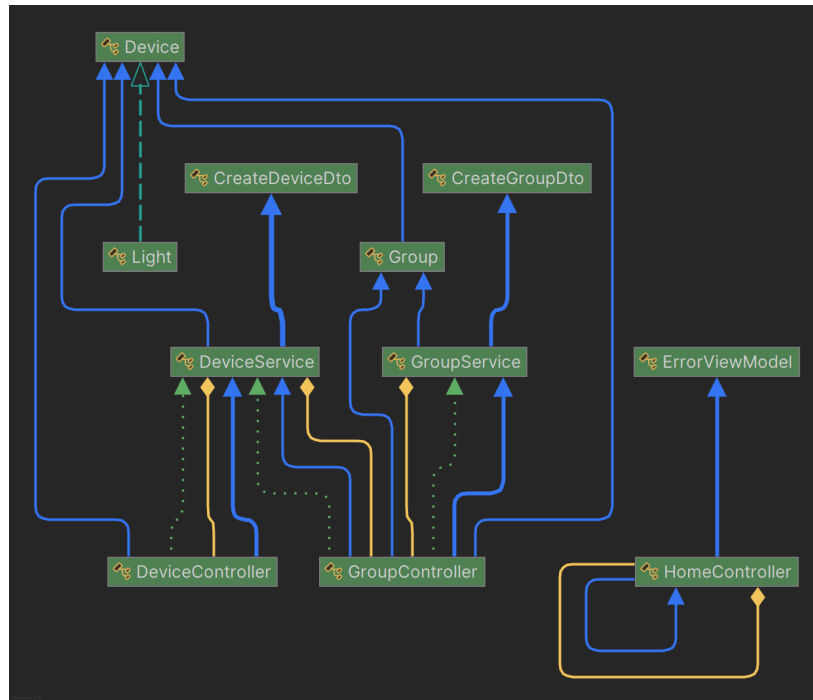 Device
CreateDeviceDto
CreateGroupDto
Light
Group
DeviceService
GroupService
ErrorViewModel
DeviceController
GroupController
HomeController